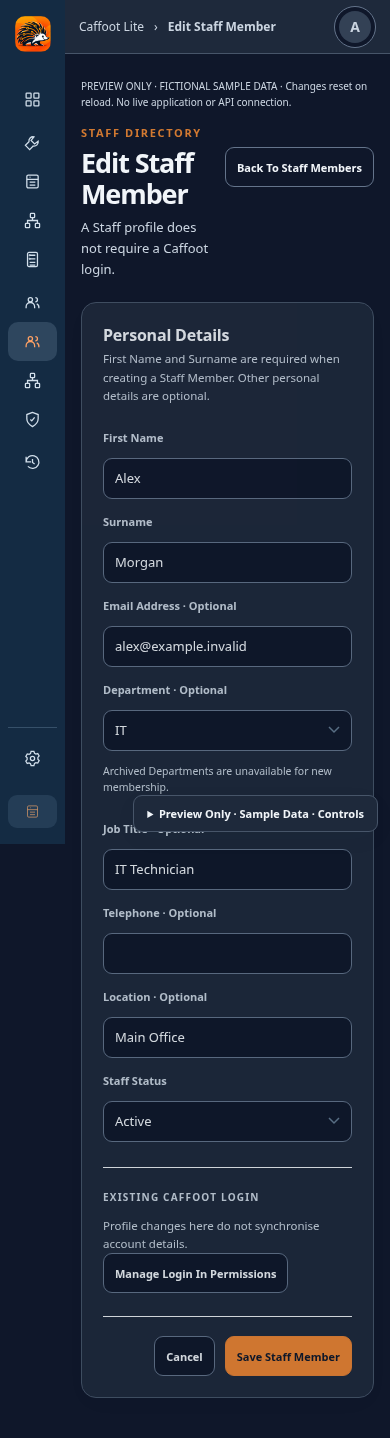 Caffoot Lite › Edit Staff Member
A
PREVIEW ONLY · FICTIONAL SAMPLE DATA · Changes reset on
reload. No live application or API connection.
STAFF DIRECTORY
Edit Staff
Member
Back To Staff Members
A Staff profile does
not require a Caffoot
login.
Personal Details
First Name and Surname are required when
creating a Staff Member. Other personal
details are optional.
First Name
Alex
Surname
Morgan
Email Address · Optional
alex@example.invalid
Department · Optional
IT
Archived Departments are unavailable for new
membership.
Preview Only · Sample Data · Controls
Job Title · Optional
IT Technician
Telephone · Optional
Location · Optional
Main Office
Staff Status
Active
EXISTING CAFFOOT LOGIN
Profile changes here do not synchronise
account details.
Manage Login In Permissions
Cancel
Save Staff Member